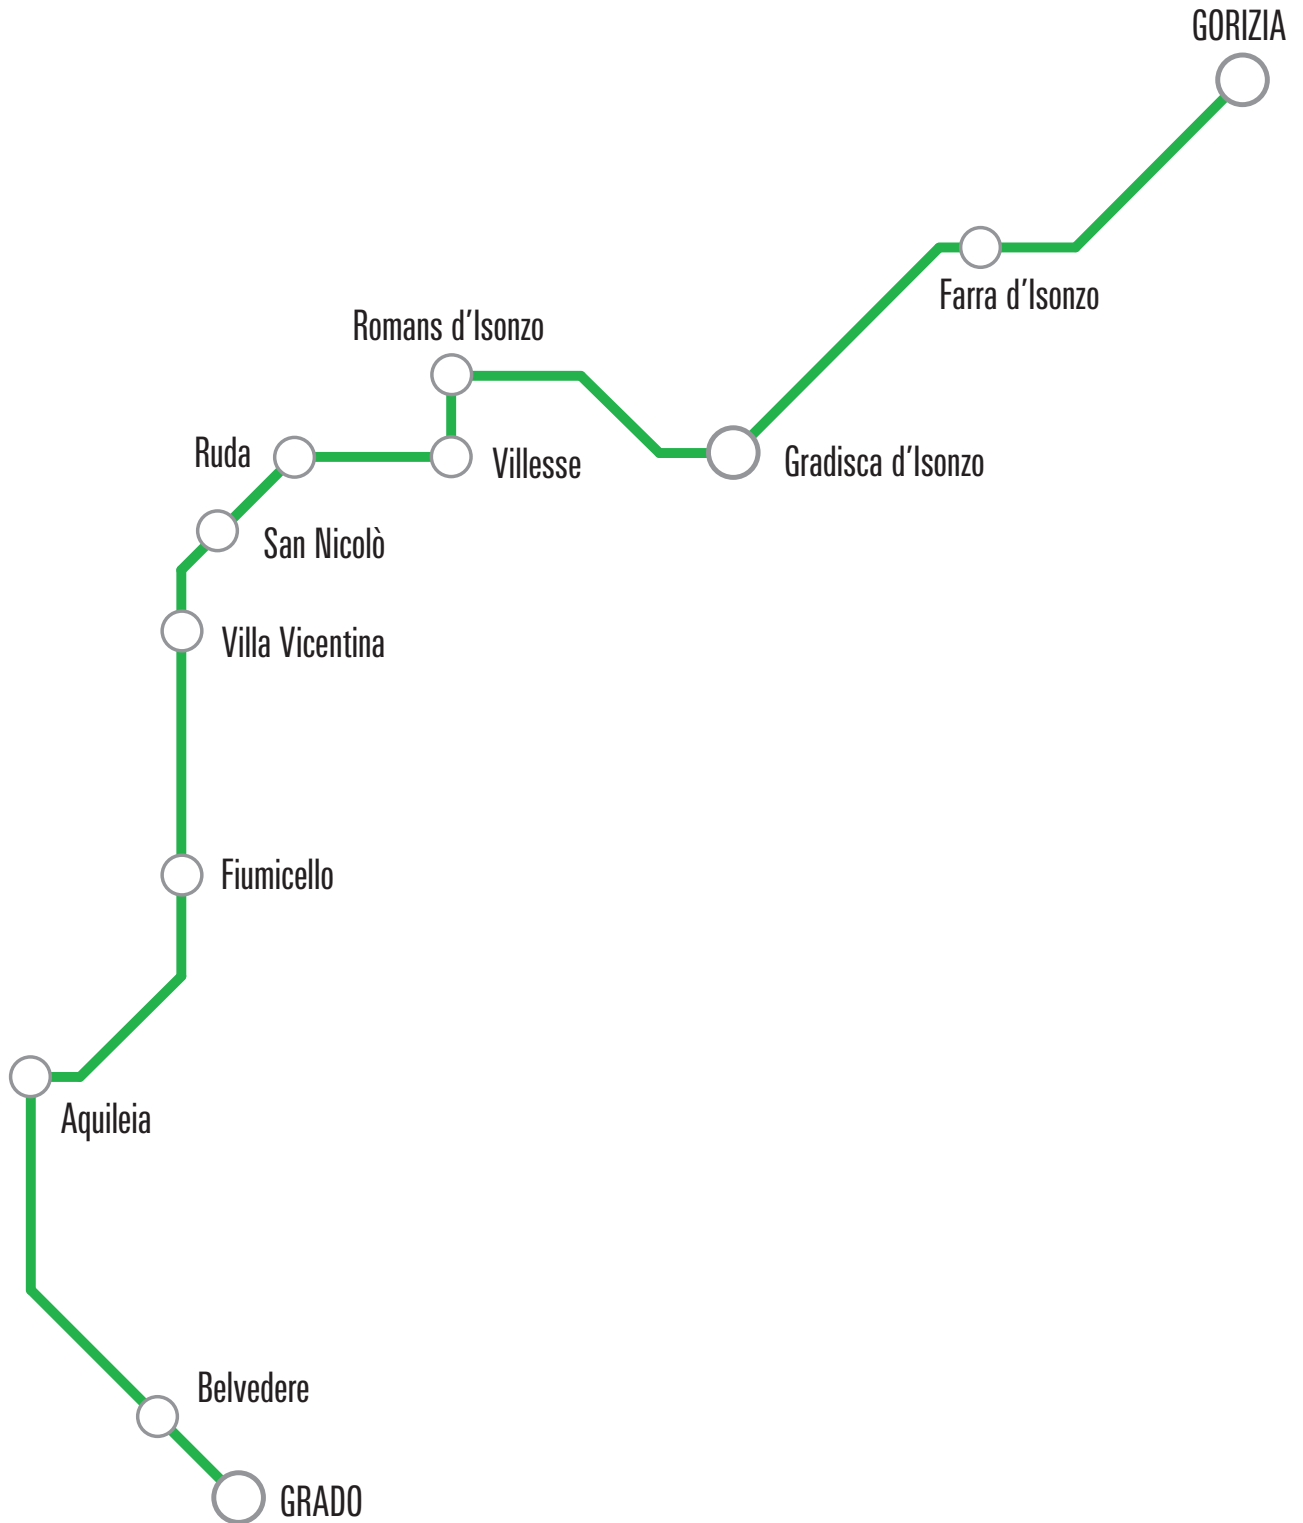 GORIZIA
Farra d’Isonzo
Romans d’Isonzo
Ruda
Villesse
Gradisca d’Isonzo
San Nicolò
Villa Vicentina
Fiumicello
Aquileia
Belvedere
GRADO